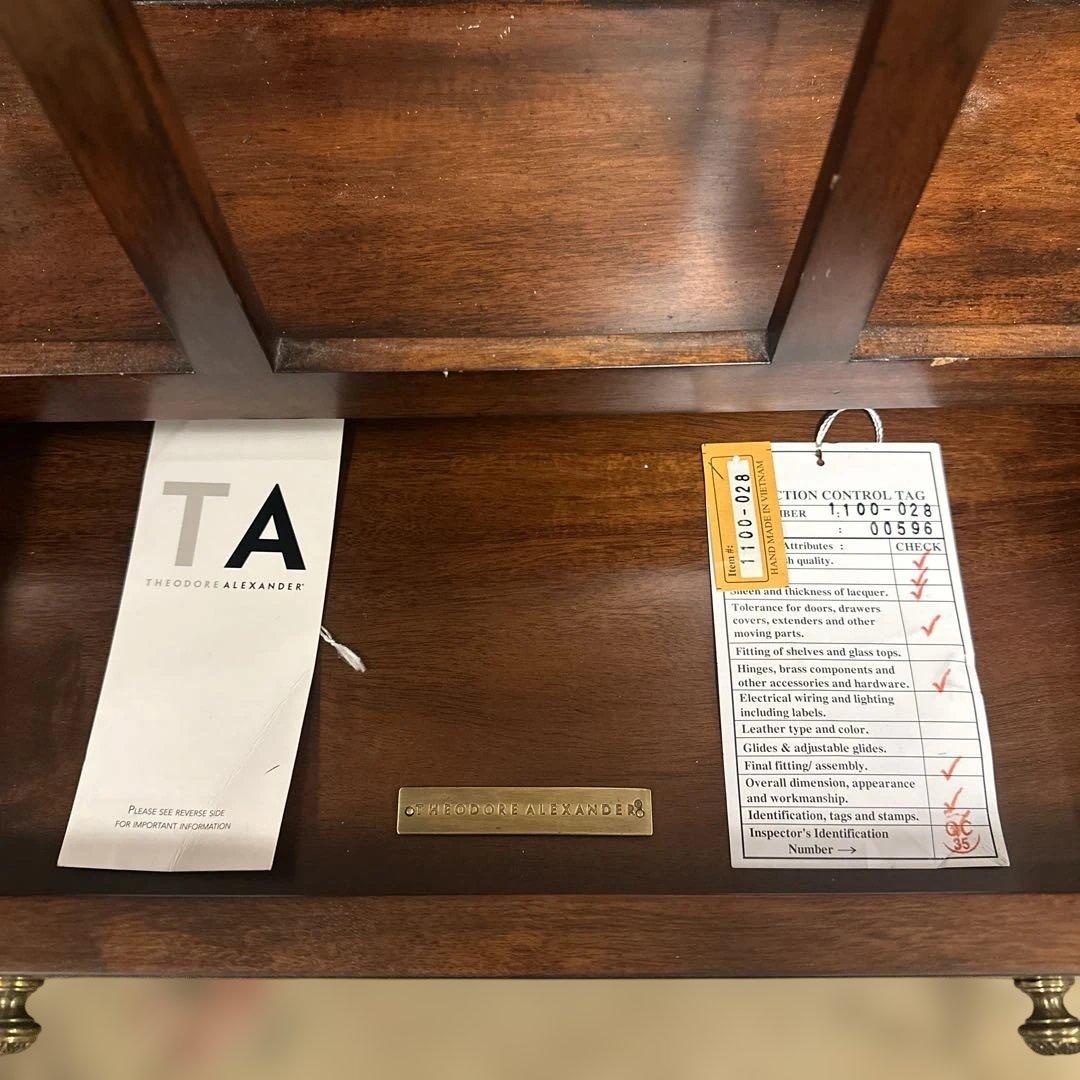 TA
THEODORE ALEXANDER
PLEASE SEE REVERSE SIDE
FOR IMPORTANT INFORMATION
THEODORE ALEXANDER
Item #: 1100-028
HAND MADE IN VIETNAM
CTION CONTROL TAG
BER : 1100-028
: 00596
Attributes : CHECK
sh quality.
Sheen and thickness of lacquer.
Tolerance for doors, drawers
covers, extenders and other
moving parts.
Fitting of shelves and glass tops.
Hinges, brass components and
other accessories and hardware.
Electrical wiring and lighting
including labels.
Leather type and color.
Glides & adjustable glides.
Final fitting/ assembly.
Overall dimension, appearance
and workmanship.
Identification, tags and stamps.
Inspector's Identification
Number →
QC
35